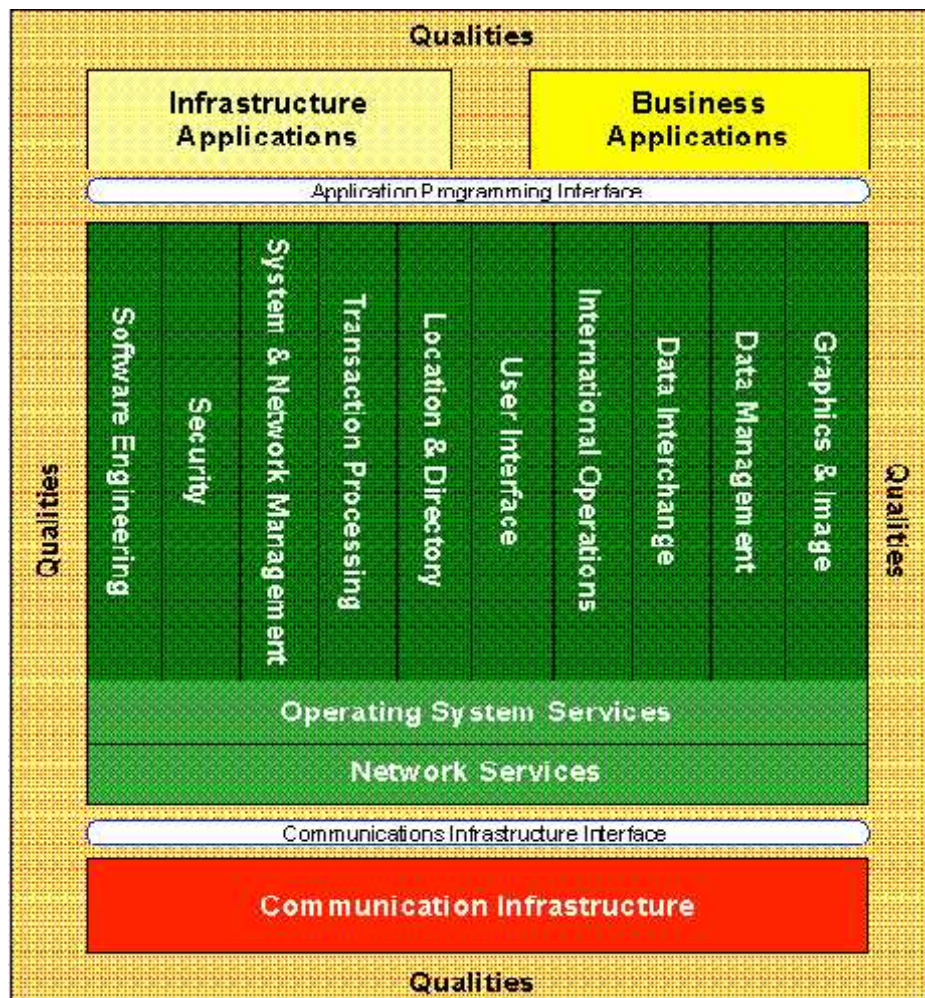 Qualities
Infrastructure
Applications
Business
Applications
Application Programming Interface
Qualities
Software Engineering
Security
System & Network Management
Transaction Processing
Location & Directory
User Interface
International Operations
Data Interchange
Data Management
Graphics & Image
Qualities
Operating System Services
Network Services
Communications Infrastructure Interface
Communication Infrastructure
Qualities